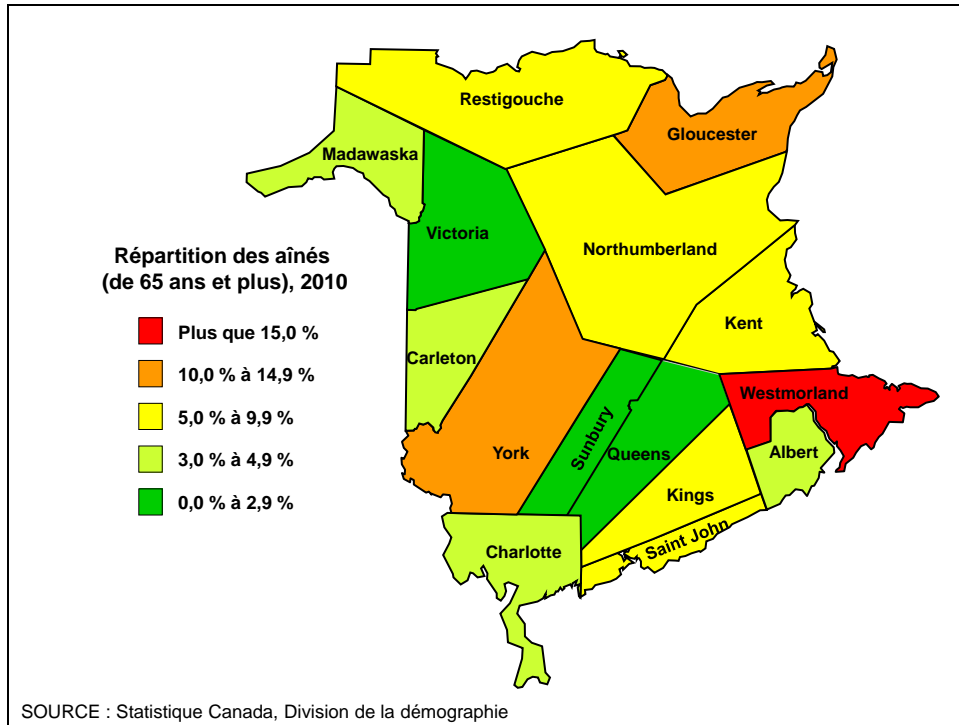 Restigouche
Gloucester
Madawaska
Victoria
Northumberland
Répartition des aînés
(de 65 ans et plus), 2010
Plus que 15,0 %
10,0 % à 14,9 %
5,0 % à 9,9 %
3,0 % à 4,9 %
0,0 % à 2,9 %
Kent
Carleton
Westmorland
York
Sunbury
Queens
Albert
Kings
Saint John
Charlotte
SOURCE : Statistique Canada, Division de la démographie